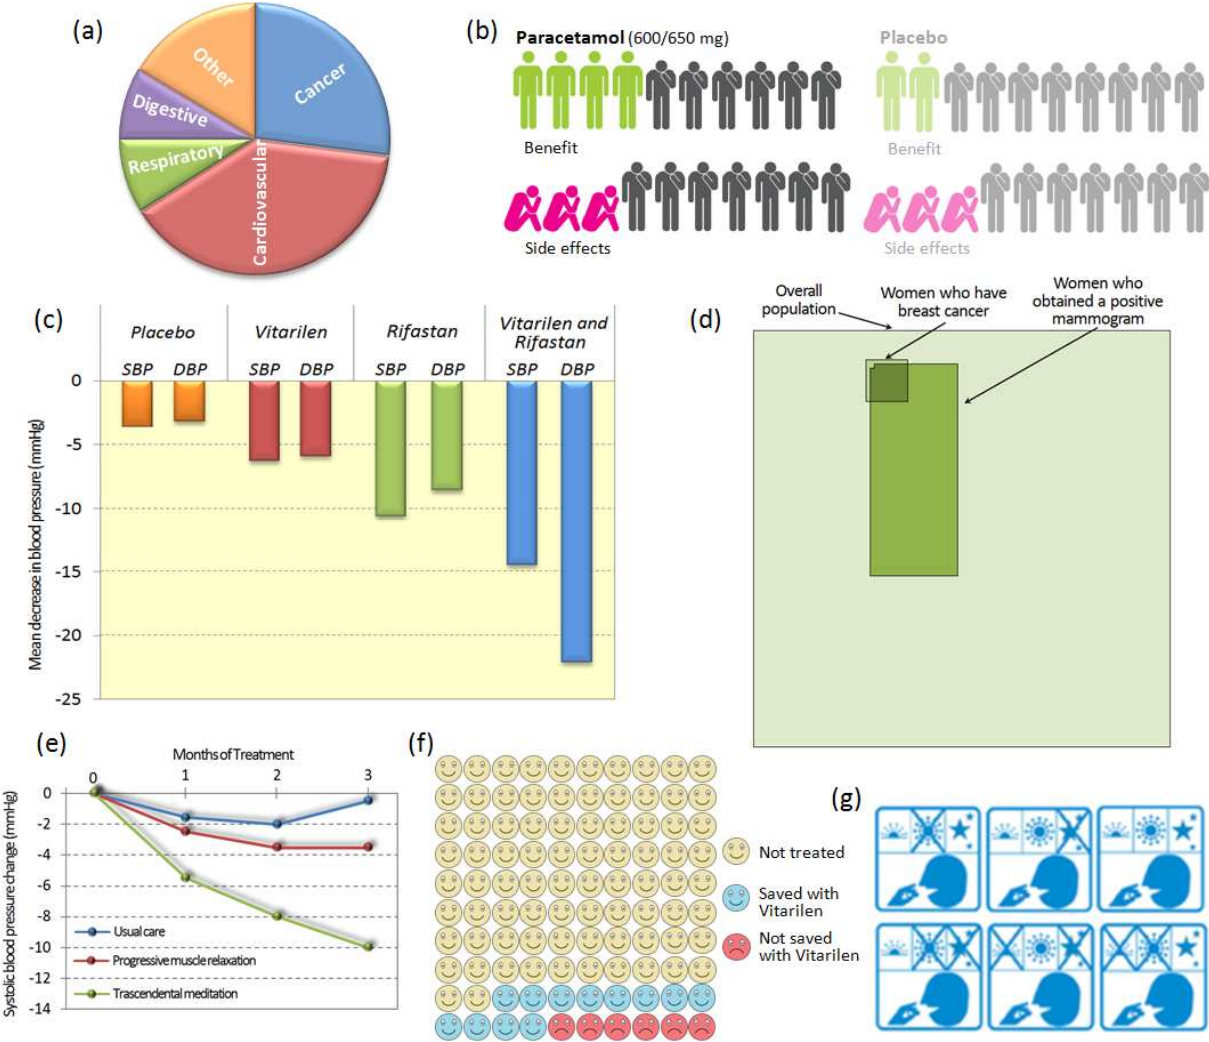 (a)
Other
Cancer
Digestive
Respiratory
Cardiovascular
(b)
Paracetamol (600/650 mg)
Placebo
Benefit
Benefit
Side effects
Side effects
(c)
Placebo
Vitarilen
Rifastan
Vitarilen and
Rifastan
SBP DBP SBP DBP SBP DBP SBP DBP
Mean decrease in blood pressure (mmHg)
0
-5
-10
-15
-20
-25
(d)
Overall
population
Women who have
breast cancer
Women who
obtained a positive
mammogram
(e)
Months of Treatment
0 1 2 3
Systolic blood pressure change (mmHg)
0
-2
-4
-6
-8
-10
-12
-14
Usual care
Progressive muscle relaxation
Trascendental meditation
(f)
Not treated
Saved with
Vitarilen
Not saved
with Vitarilen
(g)